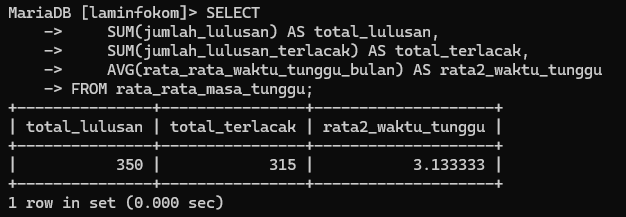 MariaDB [laminfokom]> SELECT
    ->     SUM(jumlah_lulusan) AS total_lulusan,
    ->     SUM(jumlah_lulusan_terlacak) AS total_terlacak,
    ->     AVG(rata_rata_waktu_tunggu_bulan) AS rata2_waktu_tunggu
    -> FROM rata_rata_masa_tunggu;
+---------------+----------------+--------------------+
| total_lulusan | total_terlacak | rata2_waktu_tunggu |
+---------------+----------------+--------------------+
|           350 |            315 |           3.133333 |
+---------------+----------------+--------------------+
1 row in set (0.000 sec)